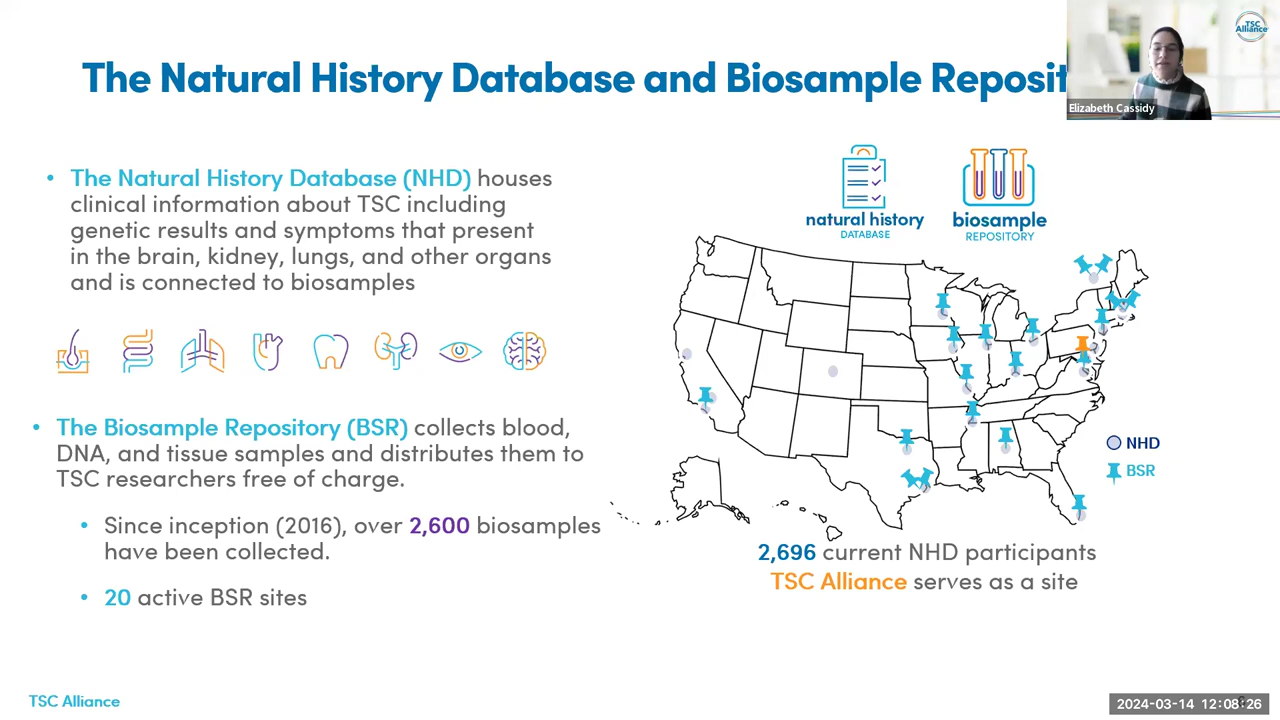 The Natural History Database and Biosample Reposit
TSC
Alliance
Elizabeth Cassidy
• The Natural History Database (NHD) houses
clinical information about TSC including
genetic results and symptoms that present
in the brain, kidney, lungs, and other organs
and is connected to biosamples
• The Biosample Repository (BSR) collects blood,
DNA, and tissue samples and distributes them to
TSC researchers free of charge.
• Since inception (2016), over 2,600 biosamples
have been collected.
• 20 active BSR sites
natural history
DATABASE
biosample
REPOSITORY
NHD
BSR
2,696 current NHD participants
TSC Alliance serves as a site
TSC Alliance
2024-03-14 12:08:26